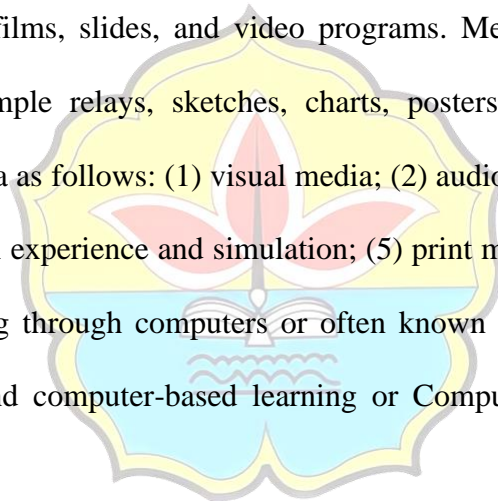 films, slides, and video programs. Me
mple relays, sketches, charts, posters
a as follows: (1) visual media; (2) audio
experience and simulation; (5) print m
g through computers or often known
nd computer-based learning or Compu